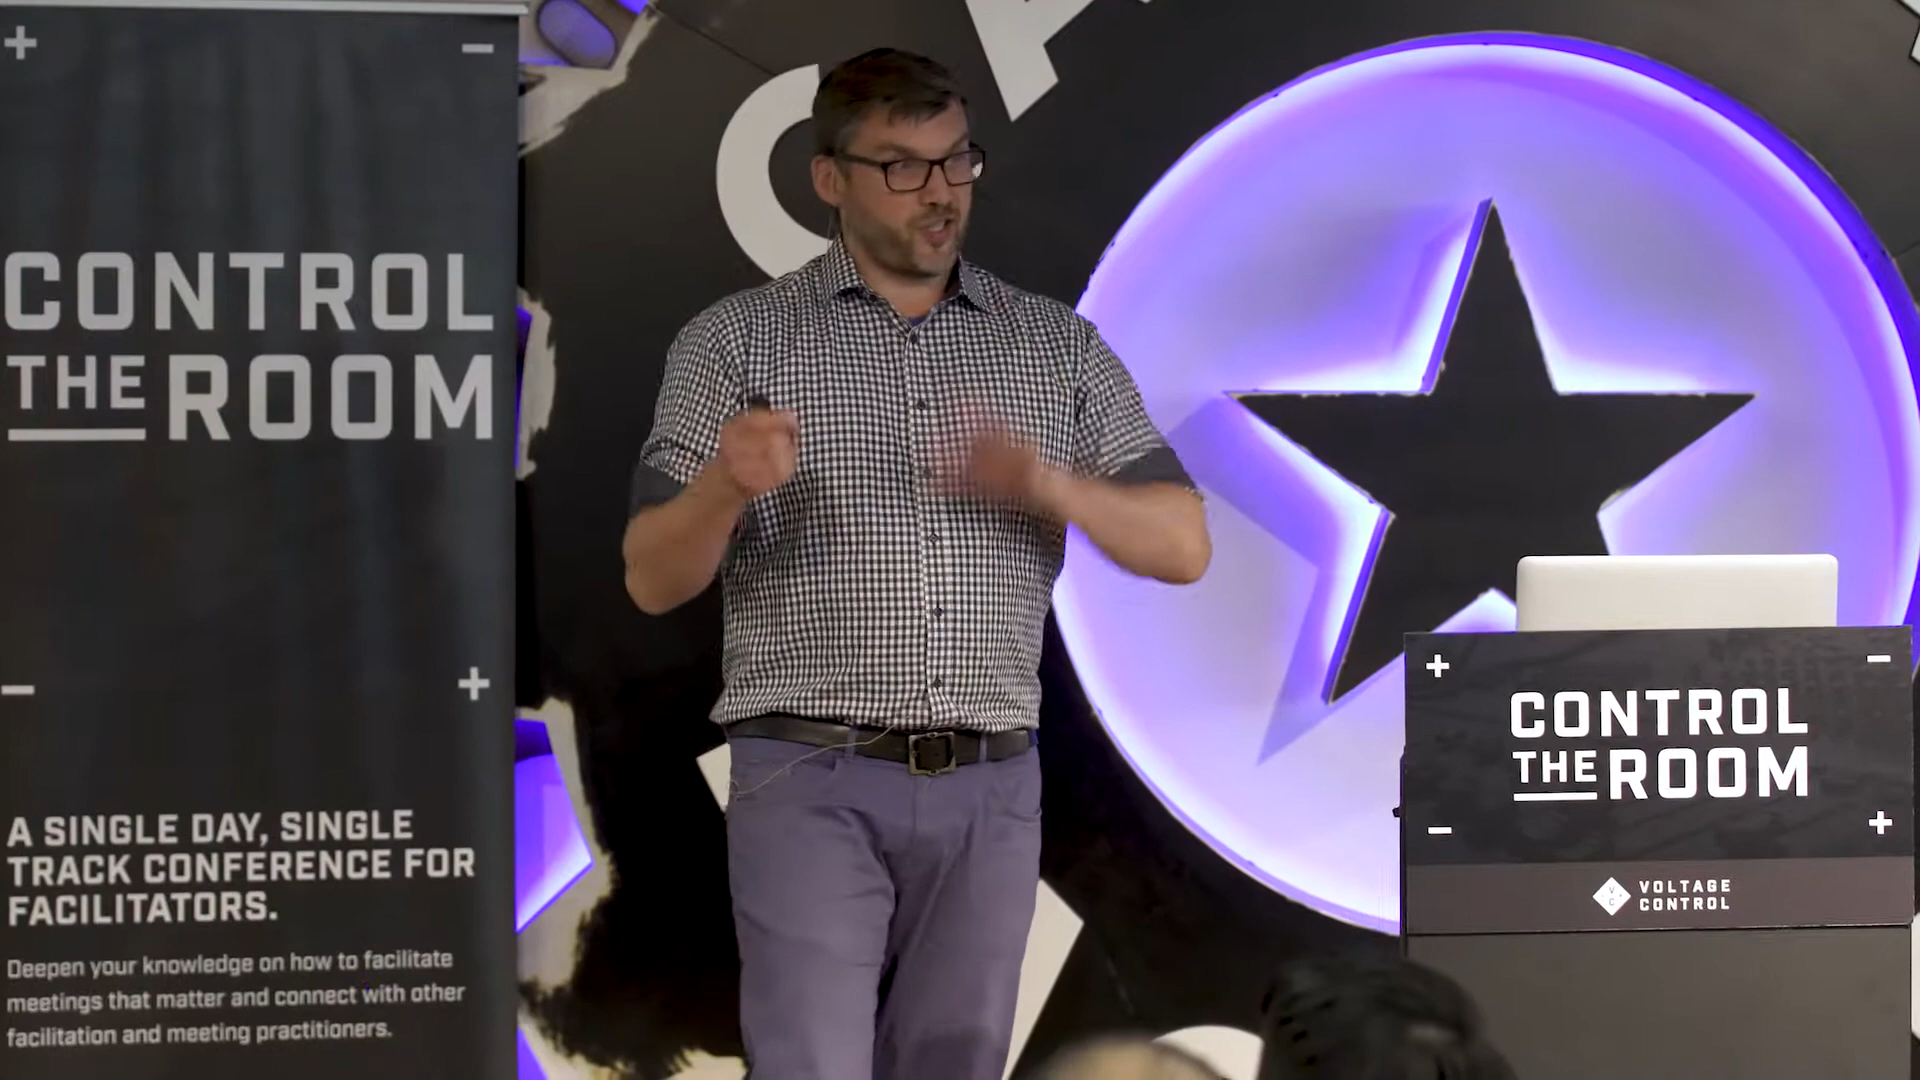 CONTROL
THE ROOM
A SINGLE DAY, SINGLE
TRACK CONFERENCE FOR
FACILITATORS.
Deepen your knowledge on how to facilitate
meetings that matter and connect with other
facilitation and meeting practitioners.
CONTROL
THE ROOM
V
C
VOLTAGE
CONTROL